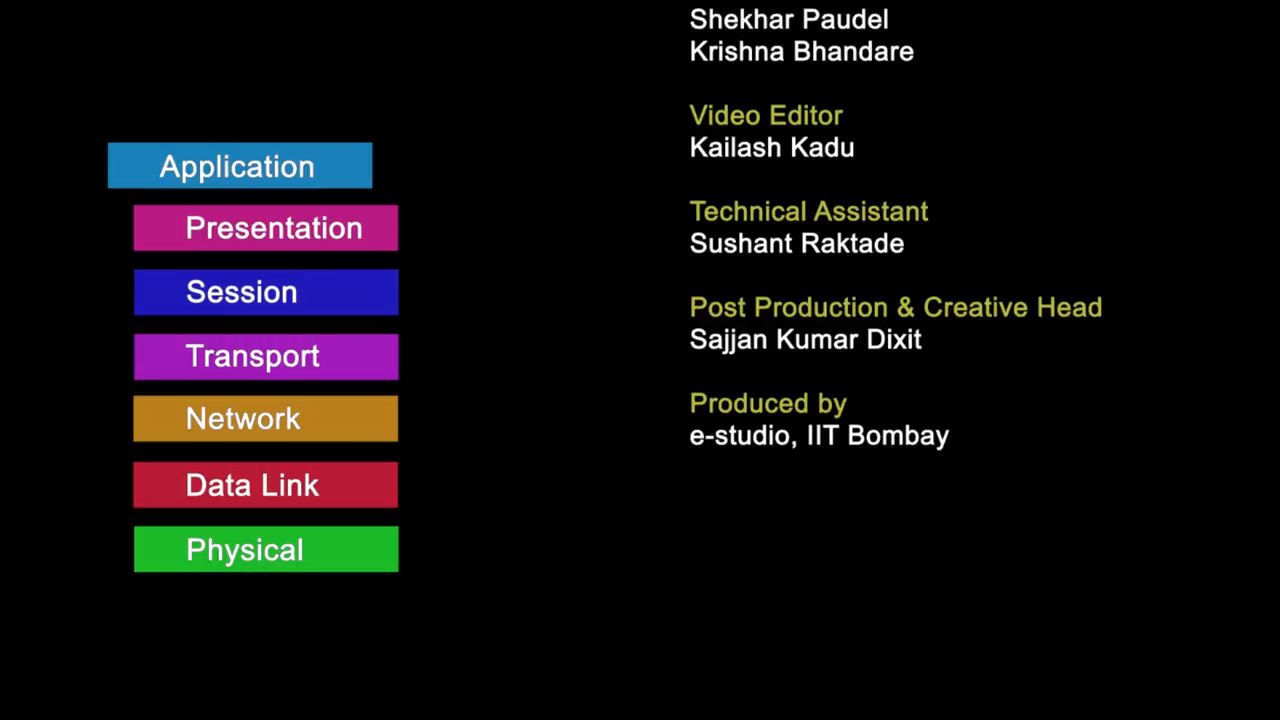 Application
Presentation
Session
Transport
Network
Data Link
Physical
Shekhar Paudel
Krishna Bhandare
Video Editor
Kailash Kadu
Technical Assistant
Sushant Raktade
Post Production & Creative Head
Sajjan Kumar Dixit
Produced by
e-studio, IIT Bombay